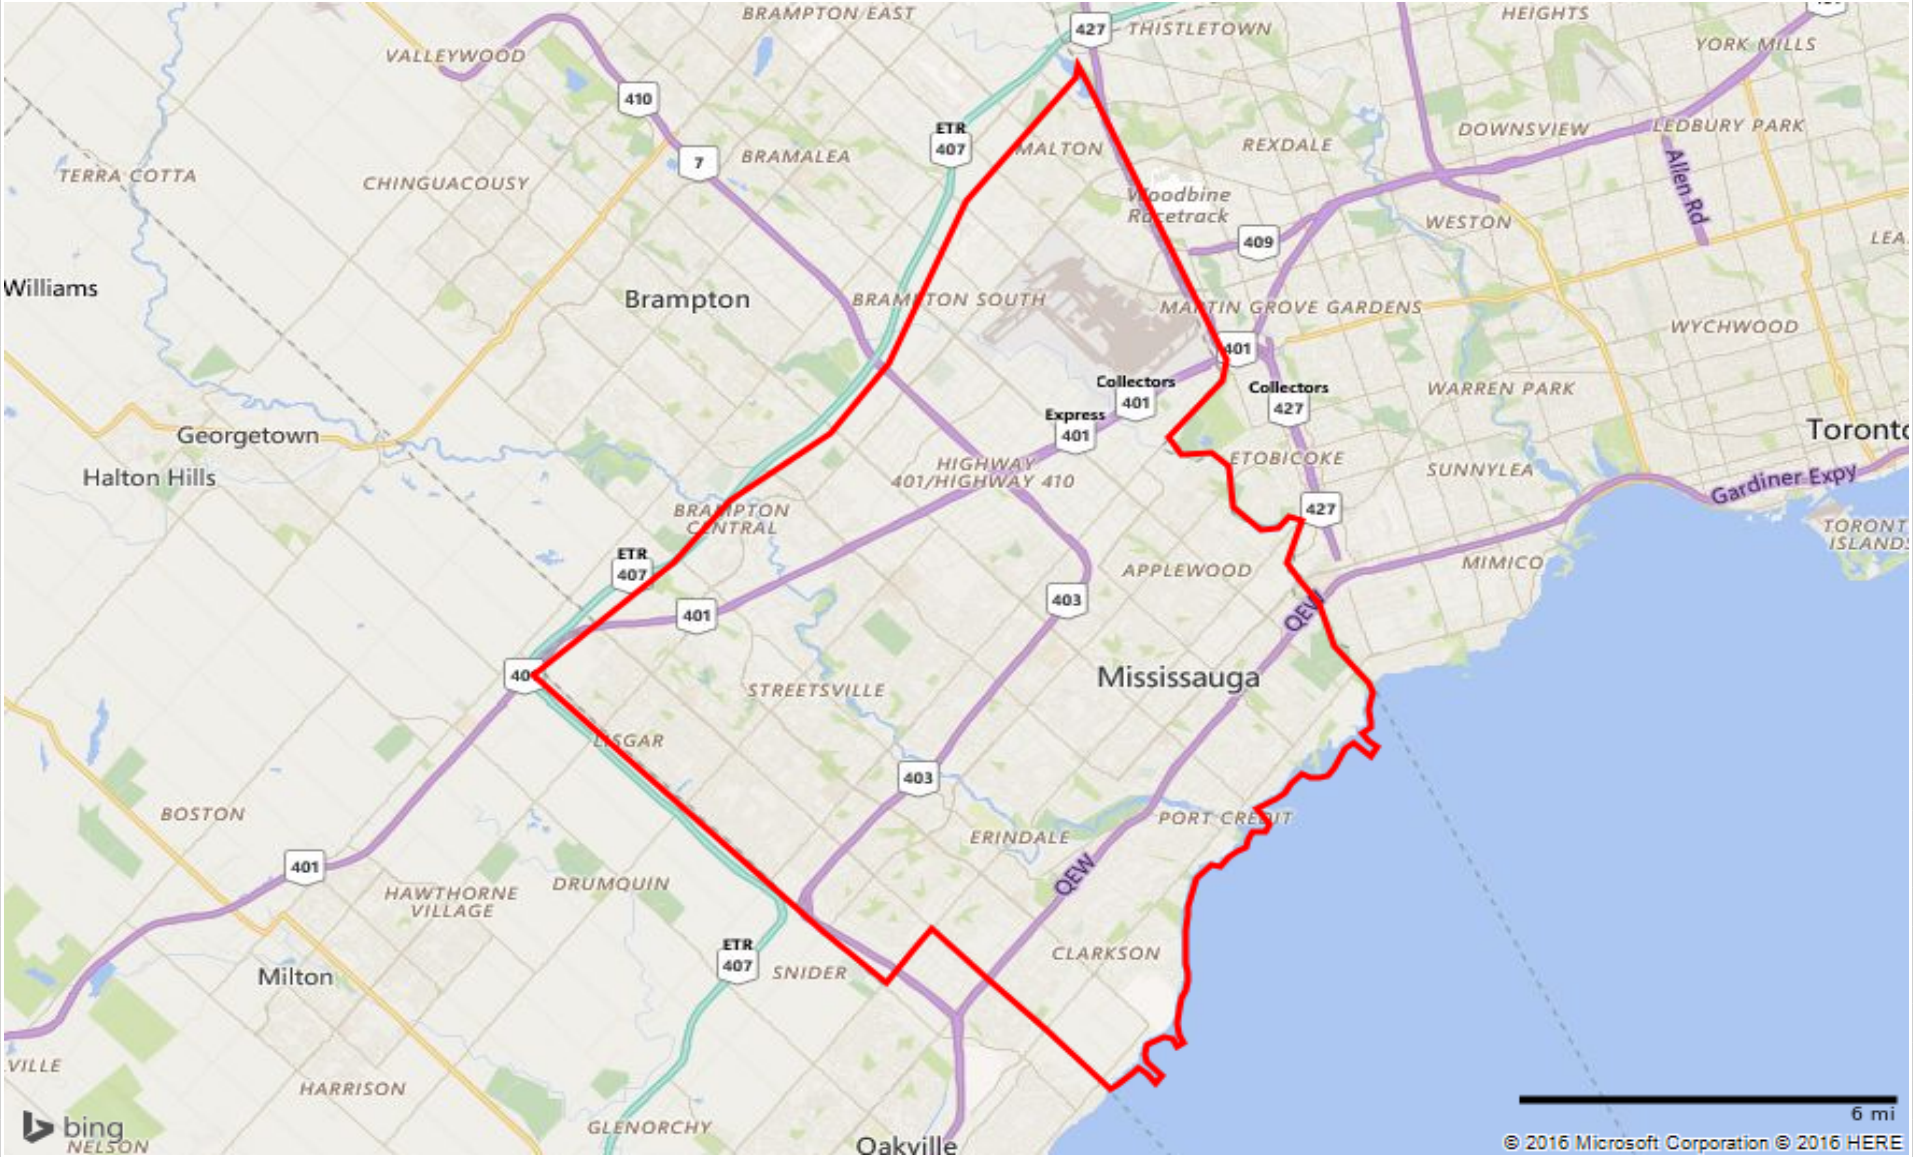 BRAMPTON EAST
HEIGHTS
427
THISTLETOWN
YORK MILLS
VALLEYWOOD
410
ETR
407
DOWNSVIEW
LEDBURY PARK
7
BRAMALEA
MALTON
REXDALE
TERRA COTTA
CHINGUACOUSY
Allen Rd
Woodbine
Racetrack
WESTON
409
LEA
Williams
Brampton
BRAMPTON SOUTH
MARTIN GROVE GARDENS
WYCHWOOD
401
Collectors
401
Collectors
427
WARREN PARK
Express
401
Georgetown
Toronto
HIGHWAY
401/HIGHWAY 410
ETOBICOKE
SUNNYLEA
Halton Hills
Gardiner Expy
BRAMPTON
CENTRAL
427
TORONT
ISLANDS
ETR
407
APPLEWOOD
MIMICO
403
401
QEW
40
STREETSVILLE
Mississauga
LISGAR
403
BOSTON
PORT CREDIT
ERINDALE
401
HAWTHORNE
VILLAGE
DRUMQUIN
QEW
ETR
407
CLARKSON
Milton
SNIDER
VILLE
HARRISON
6 mi
bing
NELSON
GLENORCHY
Oakville
© 2016 Microsoft Corporation © 2016 HERE